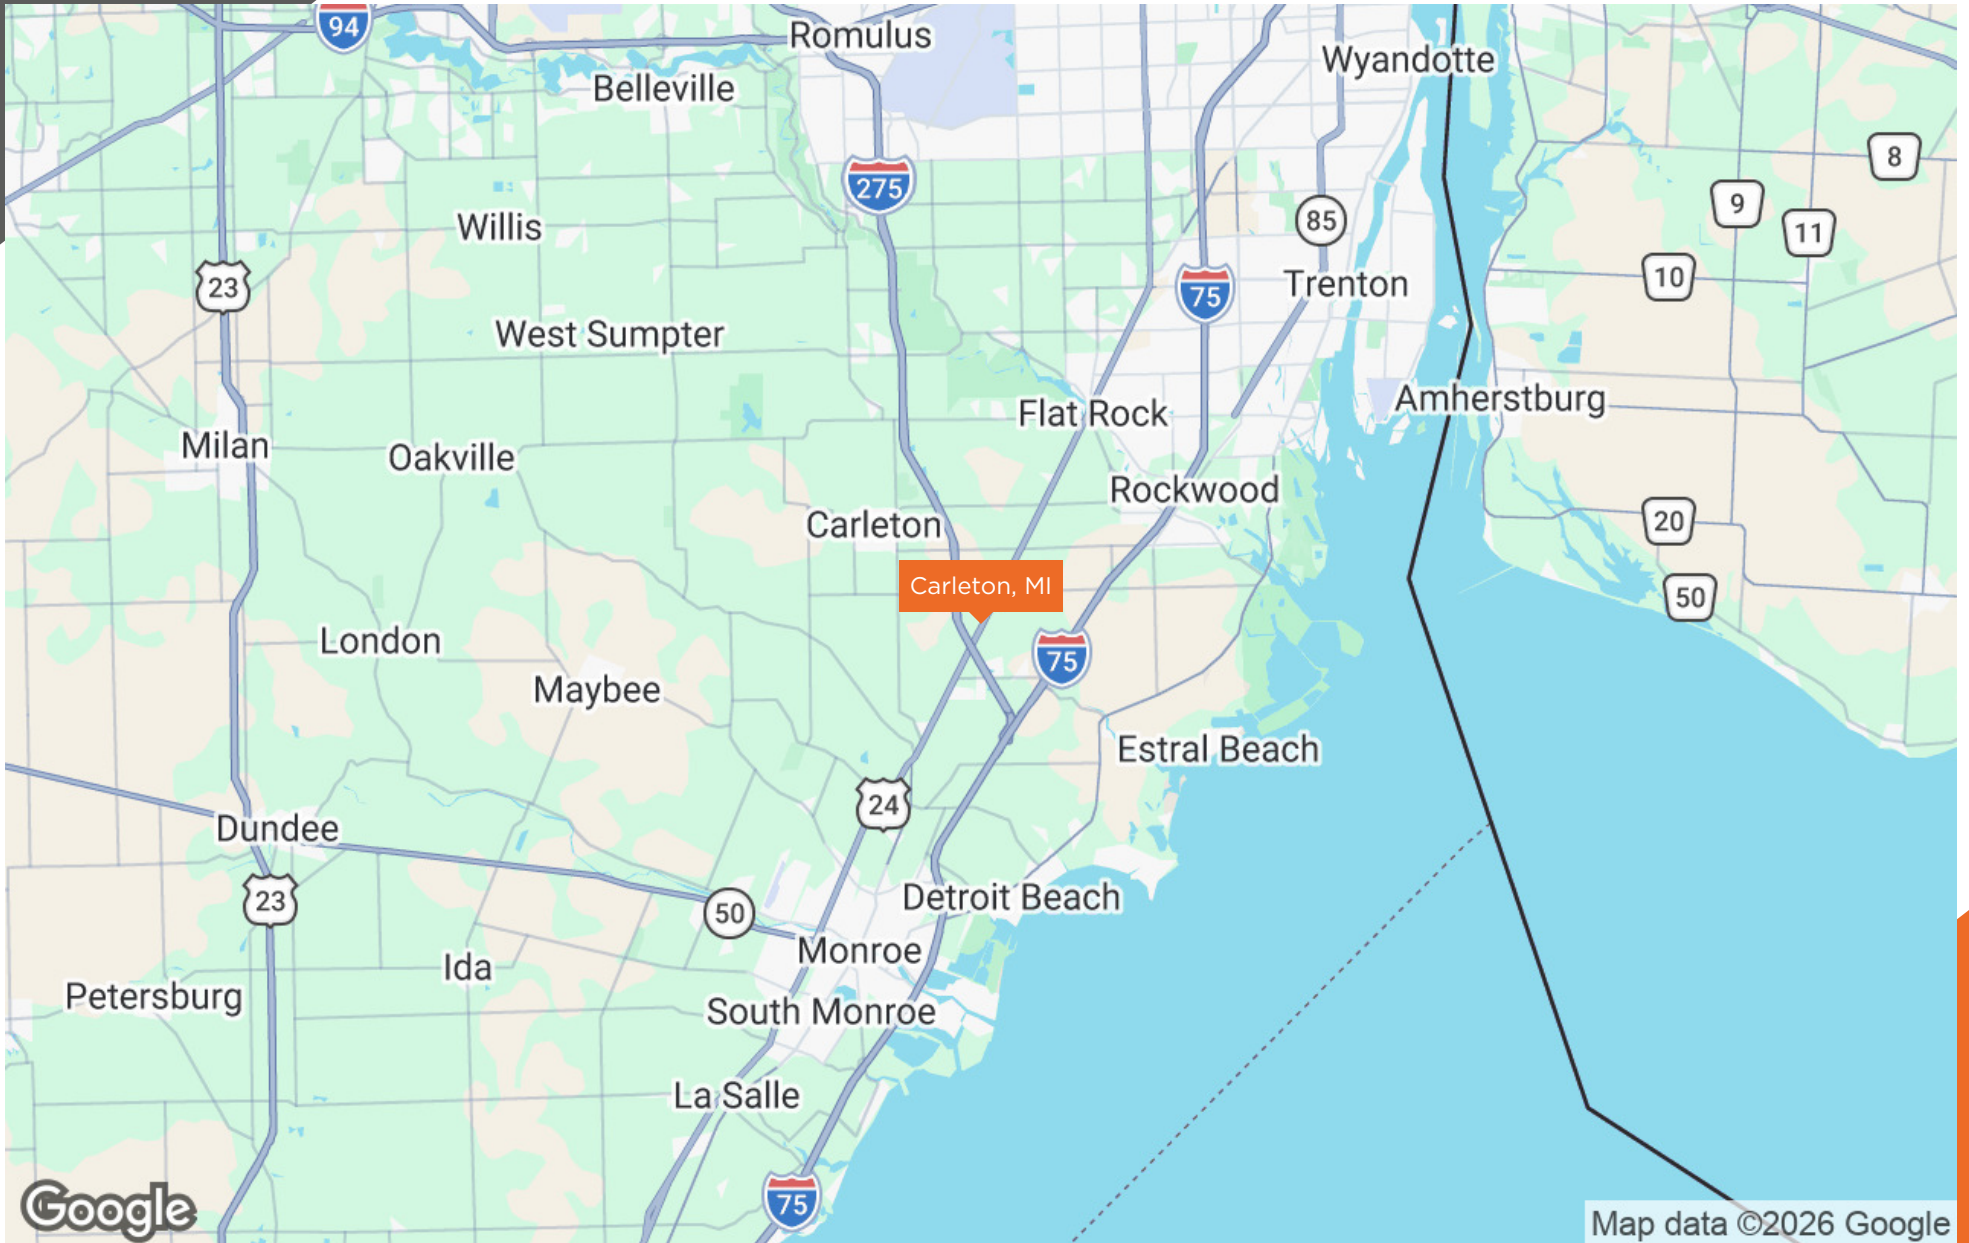 94
Romulus
Wyandotte
Belleville
8
275
9
Willis
85
11
10
23
75
Trenton
West Sumpter
Amherstburg
Flat Rock
Milan
Oakville
Rockwood
Carleton
20
Carleton, MI
50
London
75
Maybee
Estral Beach
24
Dundee
23
Detroit Beach
50
Monroe
Ida
Petersburg
South Monroe
La Salle
75
Google
Map data ©2026 Google